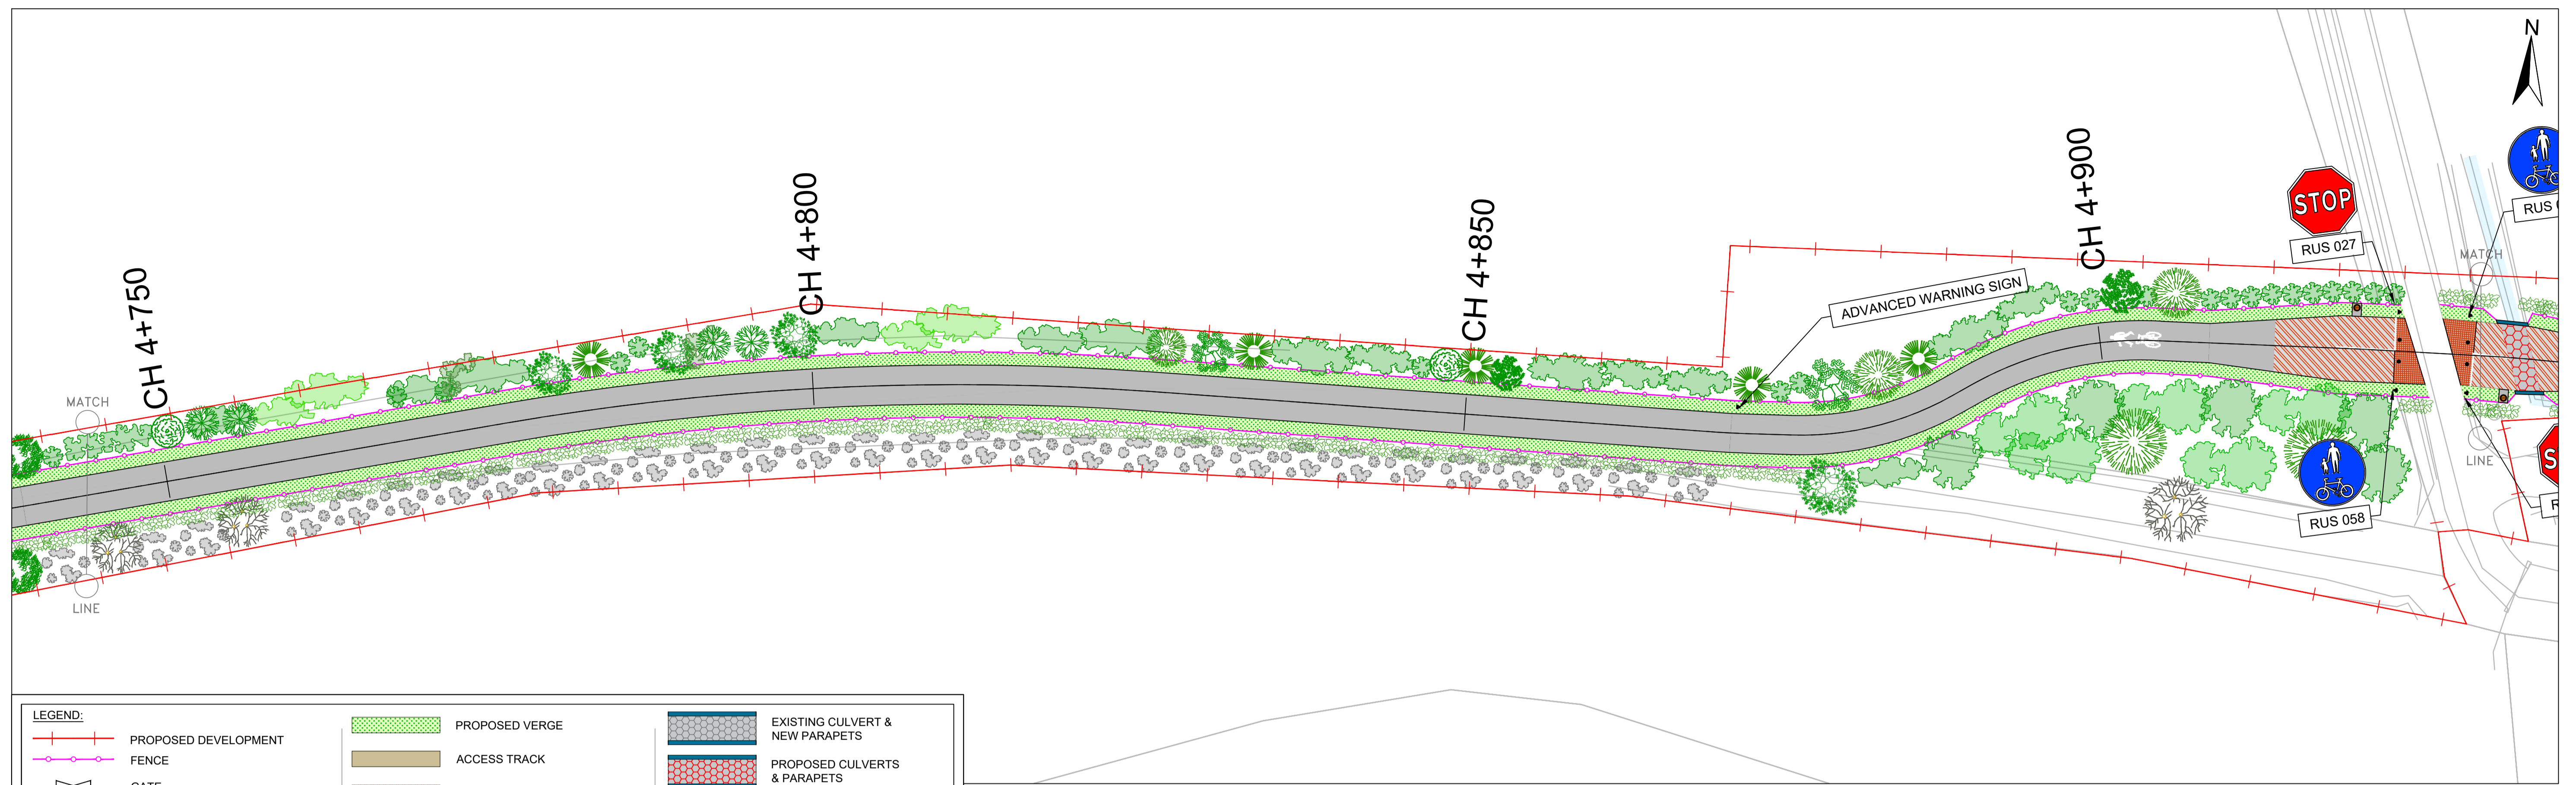 N
CH 4+750
CH 4+800
CH 4+850
CH 4+900
STOP
RUS 027
RUS
MATCH
ADVANCED WARNING SIGN
MATCH
LINE
LINE
RUS 058
LEGEND:
PROPOSED DEVELOPMENT
FENCE
PROPOSED VERGE
ACCESS TRACK
EXISTING CULVERT &
NEW PARAPETS
PROPOSED CULVERTS
& PARAPETS